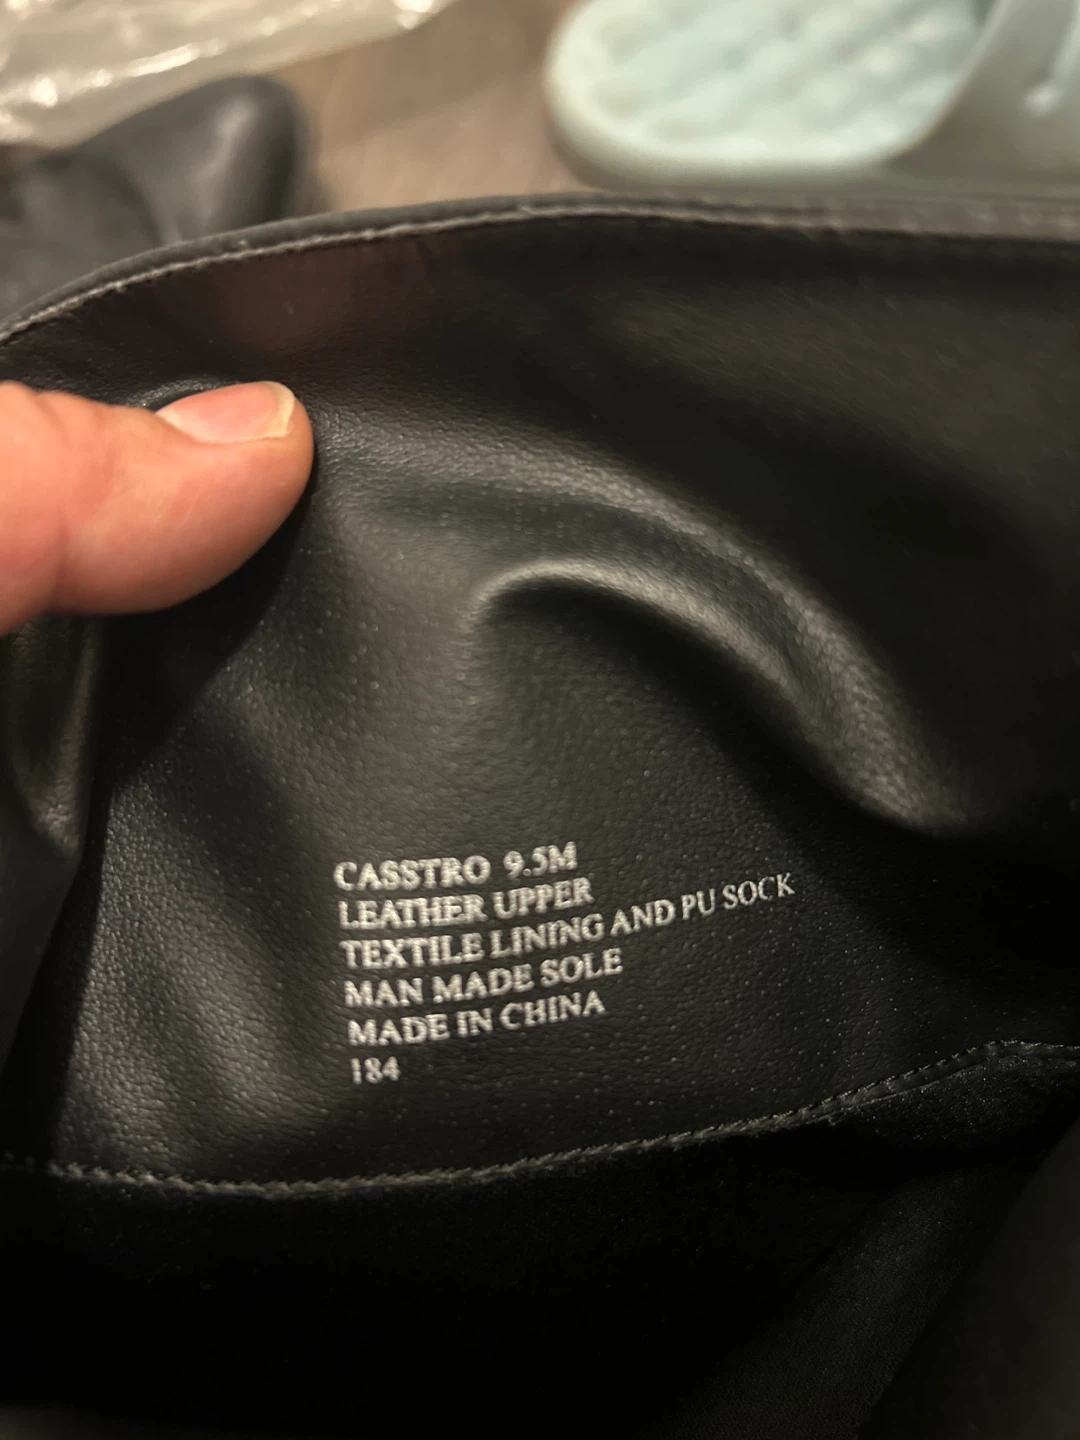 CASSTRO 9.5M
LEATHER UPPER
TEXTILE LINING AND PU SOCK
MAN MADE SOLE
MADE IN CHINA
184